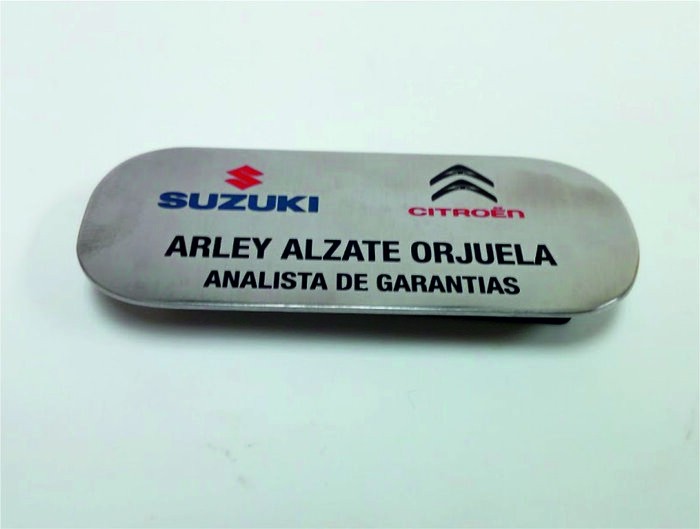 SUZUKI CITROËN
ARLEY ALZATE ORJUELA
ANALISTA DE GARANTIAS